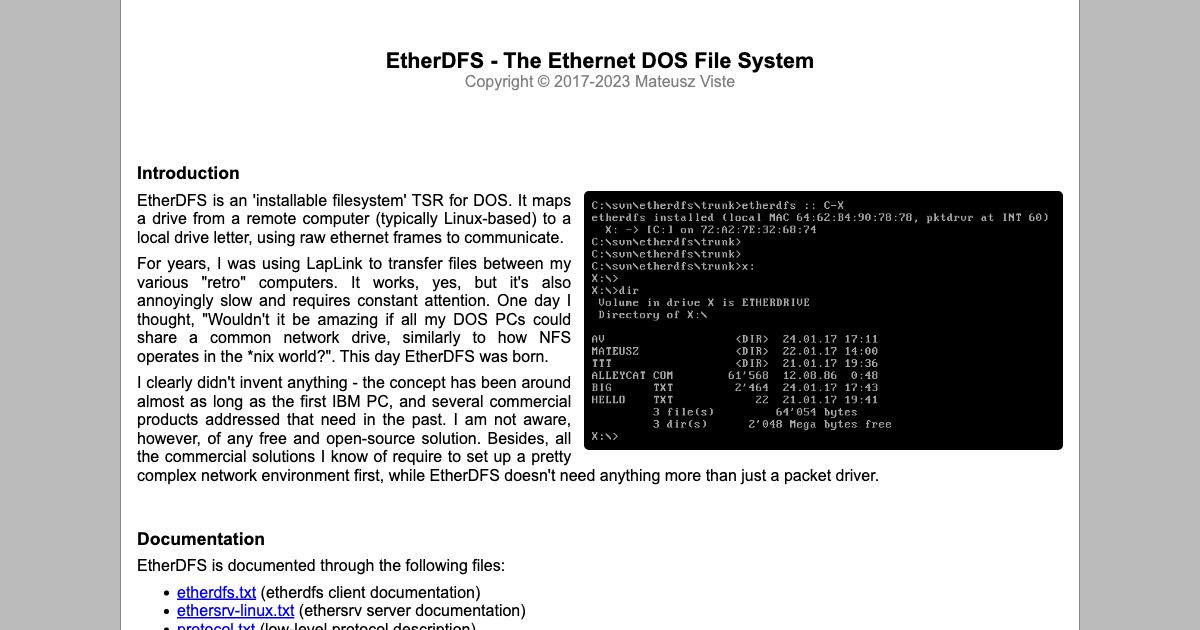 EtherDFS - The Ethernet DOS File System
Copyright © 2017-2023 Mateusz Viste
Introduction
EtherDFS is an 'installable filesystem' TSR for DOS. It maps
a drive from a remote computer (typically Linux-based) to a
local drive letter, using raw ethernet frames to communicate.
For years, I was using LapLink to transfer files between my
various "retro" computers. It works, yes, but it's also
annoyingly slow and requires constant attention. One day I
thought, "Wouldn't it be amazing if all my DOS PCs could
share a common network drive, similarly to how NFS
operates in the *nix world?". This day EtherDFS was born.
I clearly didn't invent anything - the concept has been around
almost as long as the first IBM PC, and several commercial
products addressed that need in the past. I am not aware,
however, of any free and open-source solution. Besides, all
the commercial solutions I know of require to set up a pretty
complex network environment first, while EtherDFS doesn't need anything more than just a packet driver.
C:\svn\etherdfs\trunk>etherdfs :: C-X
etherdfs installed (local MAC 64:62:B4:90:78:78, pktdrvr at INT 60)
X: -> [C:] on 72:A2:7E:32:68:74
C:\svn\etherdfs\trunk>
C:\svn\etherdfs\trunk>
C:\svn\etherdfs\trunk>x:
X:\>
X:\>dir
Volume in drive X is ETHERDRIVE
Directory of X:\
AV <DIR> 24.01.17 17:11
MATEUSZ <DIR> 22.01.17 14:00
TTT <DIR> 21.01.17 19:36
ALLEYCAT COM 61'568 12.08.86 0:48
BIG TXT 2'464 24.01.17 17:43
HELLO TXT 22 21.01.17 19:41
3 file(s) 64'054 bytes
3 dir(s) 2'048 Mega bytes free
X:\>
Documentation
EtherDFS is documented through the following files:
• etherdfs.txt (etherdfs client documentation)
• ethersrv-linux.txt (ethersrv server documentation)
• protocol.txt (low-level protocol description)